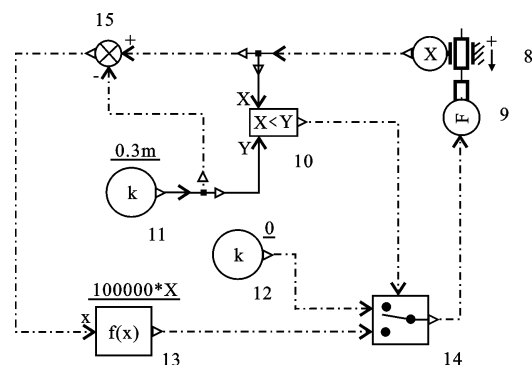 15
+
-
X
+
8
F
9
X
X<Y
Y
10
0.3m
k
11
0
k
12
100000*X
x
f(x)
13
14